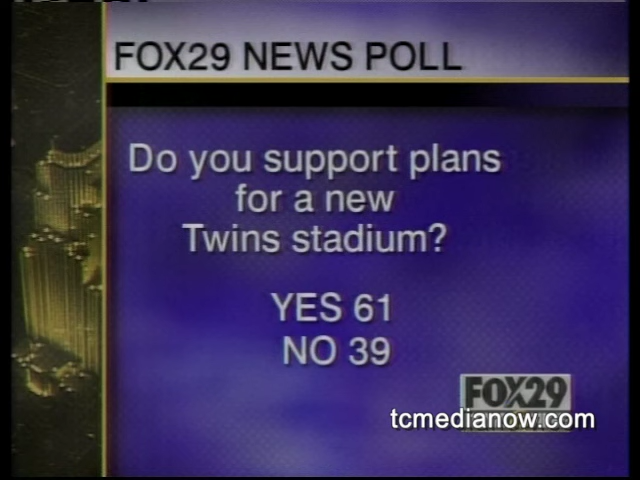 FOX29 NEWS POLL
Do you support plans
for a new
Twins stadium?
YES 61
NO 39
FOX29
tcmedianow.com